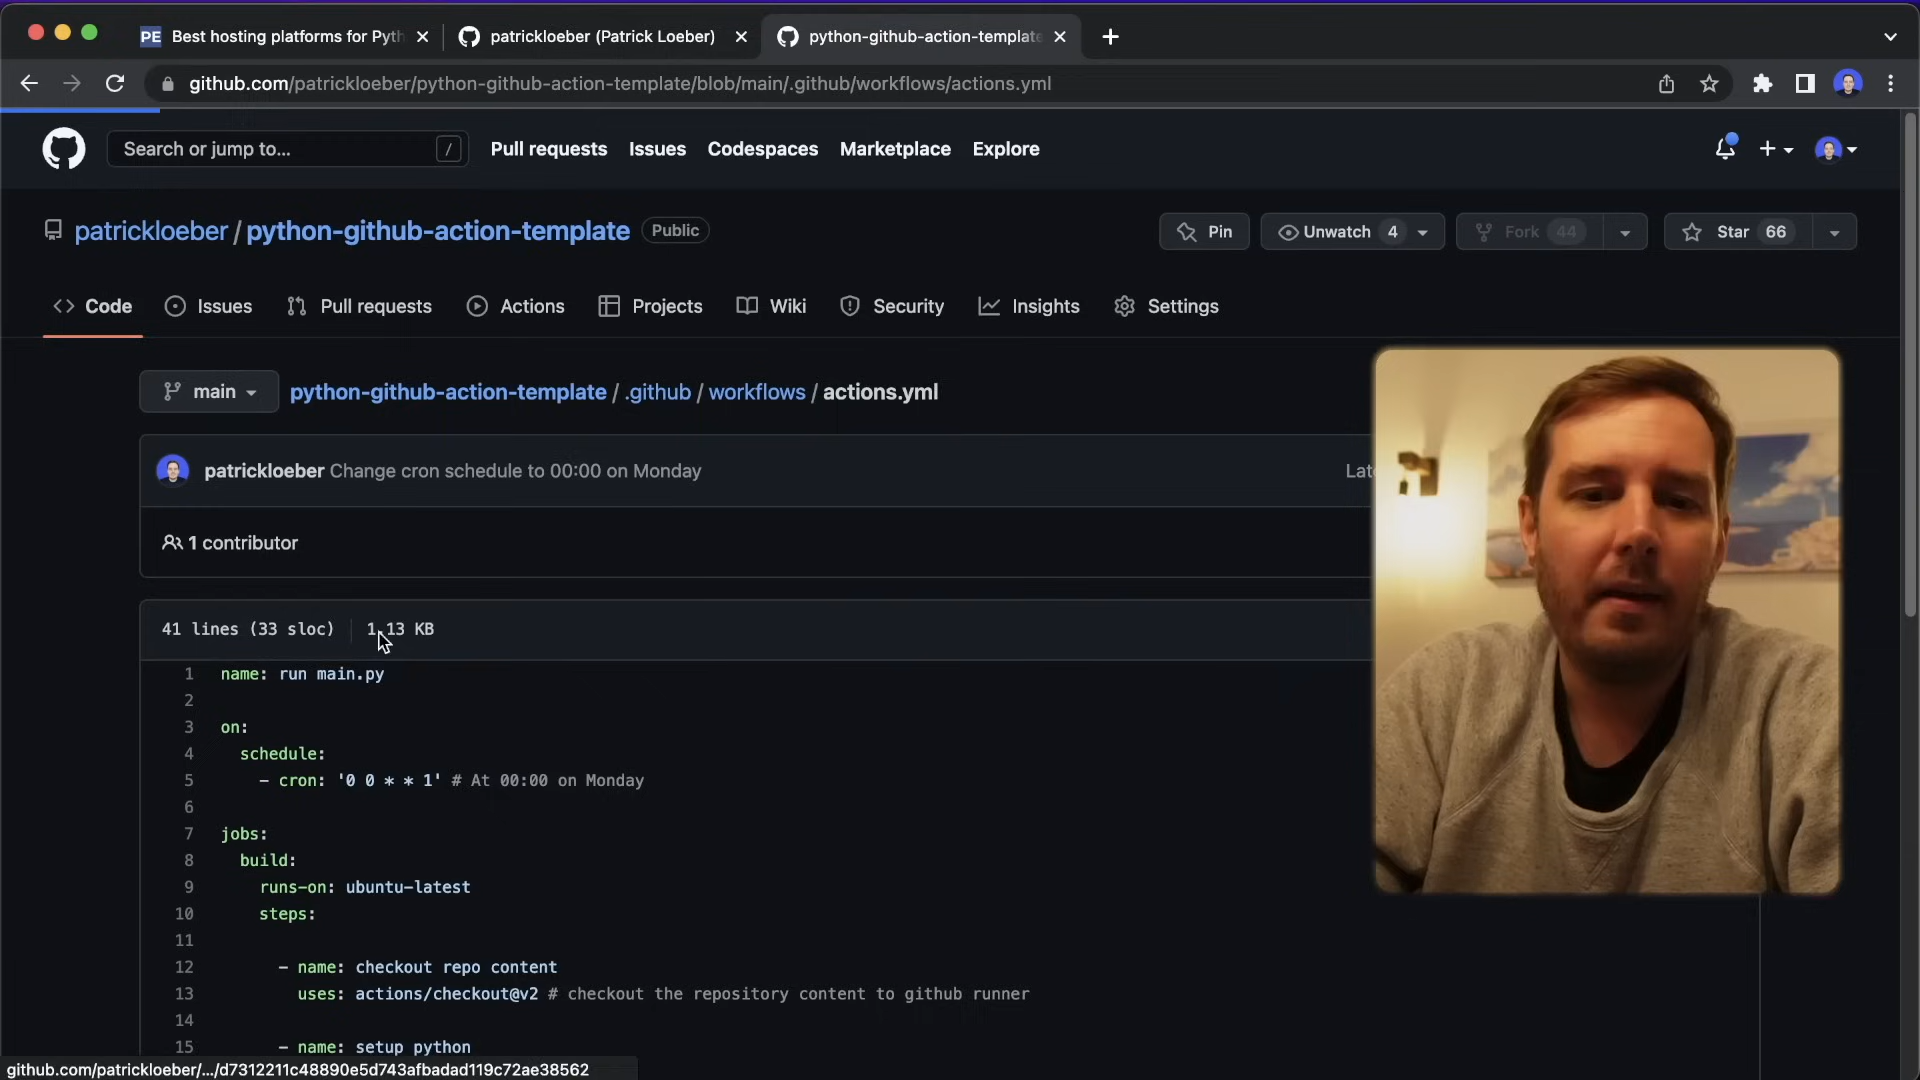 PE Best hosting platforms for Pyth
patrickloeber (Patrick Loeber)
python-github-action-template
github.com/patrickloeber/python-github-action-template/blob/main/.github/workflows/actions.yml
Search or jump to... /
Pull requests Issues Codespaces Marketplace Explore
patrickloeber / python-github-action-template Public
Pin Unwatch 4 Fork 44 Star 66
Code Issues Pull requests Actions Projects Wiki Security Insights Settings
main python-github-action-template / .github / workflows / actions.yml
patrickloeber Change cron schedule to 00:00 on Monday
1 contributor
41 lines (33 sloc) 1.13 KB
1 name: run main.py
2
3 on:
4 schedule:
5 - cron: '0 0 * * 1' # At 00:00 on Monday
6
7 jobs:
8 build:
9 runs-on: ubuntu-latest
10 steps:
11
12 - name: checkout repo content
13 uses: actions/checkout@v2 # checkout the repository content to github runner
14
15 - name: setup python
github.com/patrickloeber/.../d7312211c48890e5d743afbadad119c72ae38562